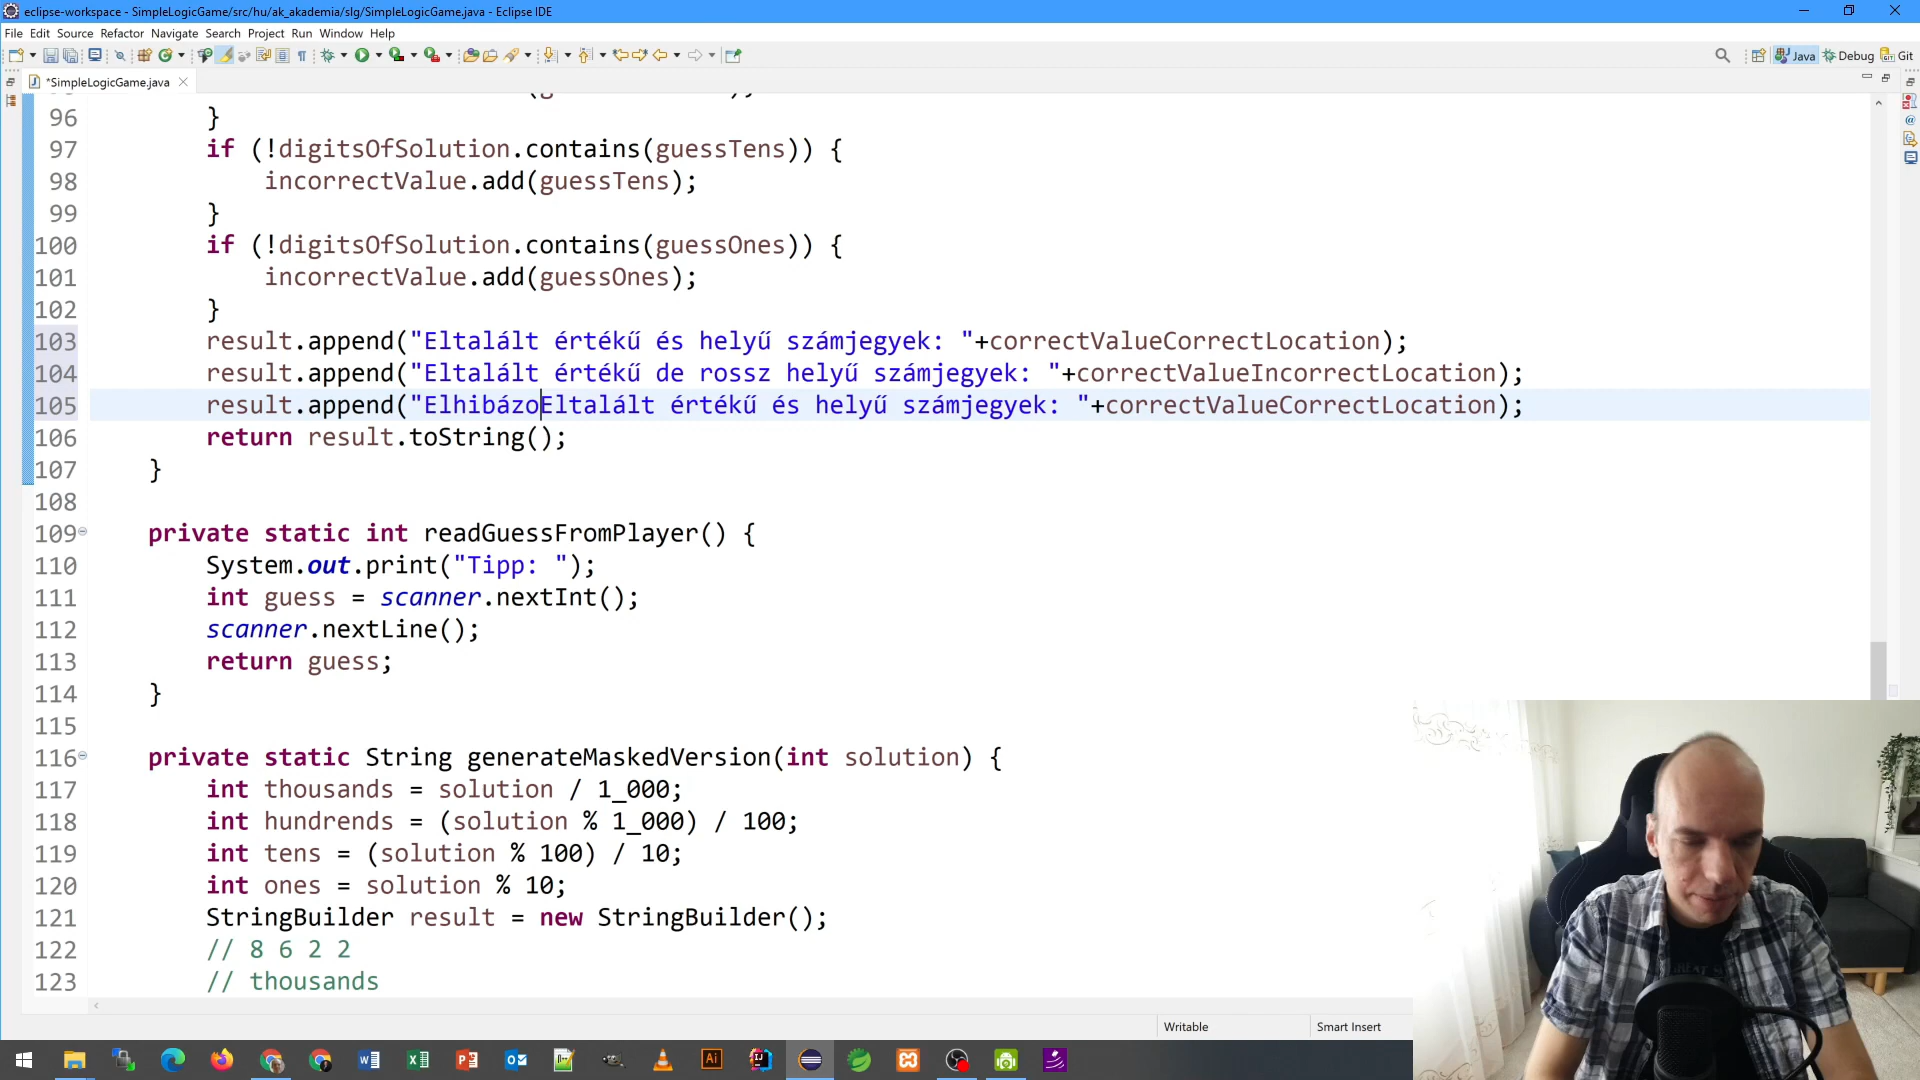 eclipse-workspace - SimpleLogicGame/src/hu/ak_akademia/slg/SimpleLogicGame.java - Eclipse IDE
File Edit Source Refactor Navigate Search Project Run Window Help
Java Debug Git
*SimpleLogicGame.java
96 }
97 if (!digitsOfSolution.contains(guessTens)) {
98 incorrectValue.add(guessTens);
99 }
100 if (!digitsOfSolution.contains(guessOnes)) {
101 incorrectValue.add(guessOnes);
102 }
103 result.append("Eltalált értékű és helyű számjegyek: "+correctValueCorrectLocation);
104 result.append("Eltalált értékű de rossz helyű számjegyek: "+correctValueIncorrectLocation);
105 result.append("ElhibázoEltalált értékű és helyű számjegyek: "+correctValueCorrectLocation);
106 return result.toString();
107 }
108
109 private static int readGuessFromPlayer() {
110 System.out.print("Tipp: ");
111 int guess = scanner.nextInt();
112 scanner.nextLine();
113 return guess;
114 }
115
116 private static String generateMaskedVersion(int solution) {
117 int thousands = solution / 1_000;
118 int hundrends = (solution % 1_000) / 100;
119 int tens = (solution % 100) / 10;
120 int ones = solution % 10;
121 StringBuilder result = new StringBuilder();
122 // 8 6 2 2
123 // thousands
Writable Smart Insert